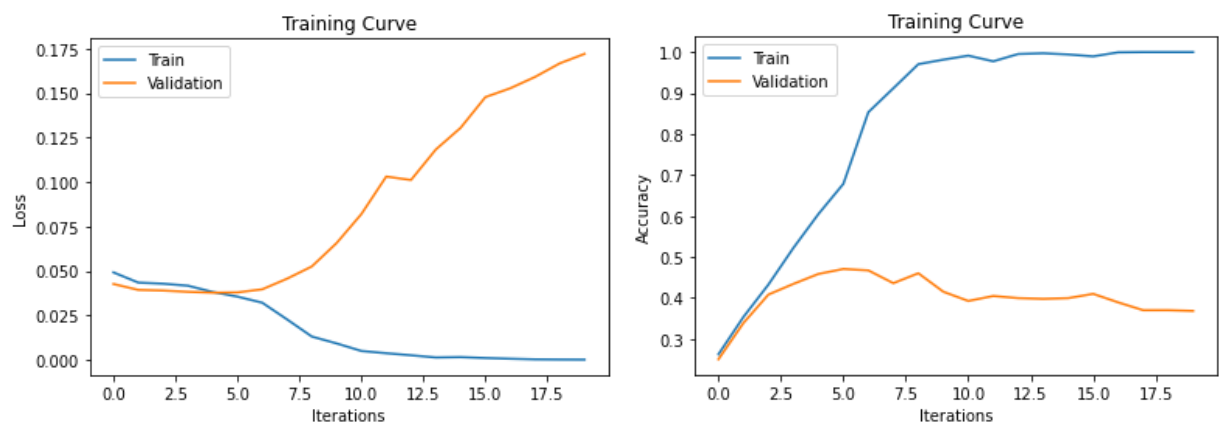 Training Curve
Train
Validation
0.175
0.150
0.125
0.100
0.075
0.050
0.025
0.000
Loss
0.0 2.5 5.0 7.5 10.0 12.5 15.0 17.5
Iterations
Training Curve
Train
Validation
1.0
0.9
0.8
0.7
0.6
0.5
0.4
0.3
Accuracy
0.0 2.5 5.0 7.5 10.0 12.5 15.0 17.5
Iterations